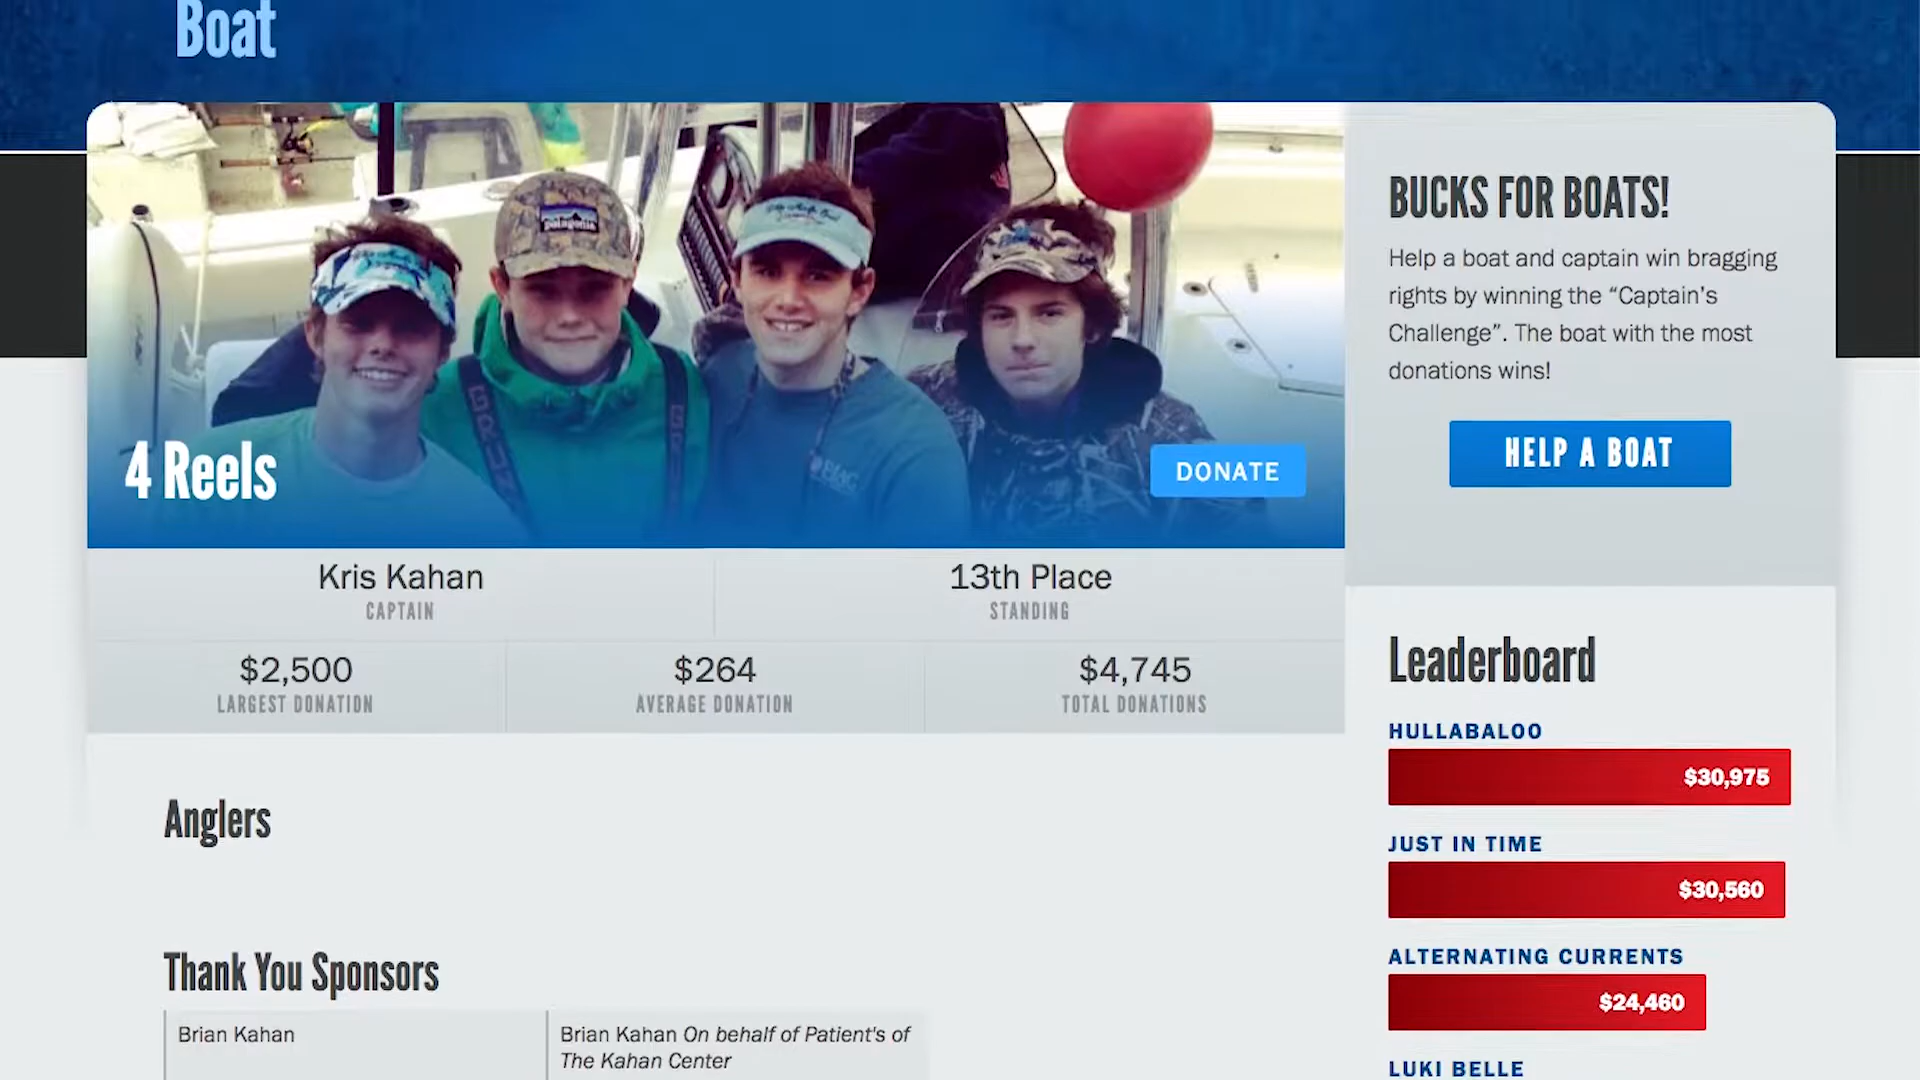 Boat
patagonia
4 Reels
DONATE
Kris Kahan
CAPTAIN
13th Place
STANDING
$2,500
LARGEST DONATION
$264
AVERAGE DONATION
$4,745
TOTAL DONATIONS
Anglers
Thank You Sponsors
Brian Kahan
Brian Kahan On behalf of Patient's of
The Kahan Center
BUCKS FOR BOATS!
Help a boat and captain win bragging
rights by winning the “Captain’s
Challenge”. The boat with the most
donations wins!
HELP A BOAT
Leaderboard
HULLABALOO
$30,975
JUST IN TIME
$30,560
ALTERNATING CURRENTS
$24,460
LUKI BELLE